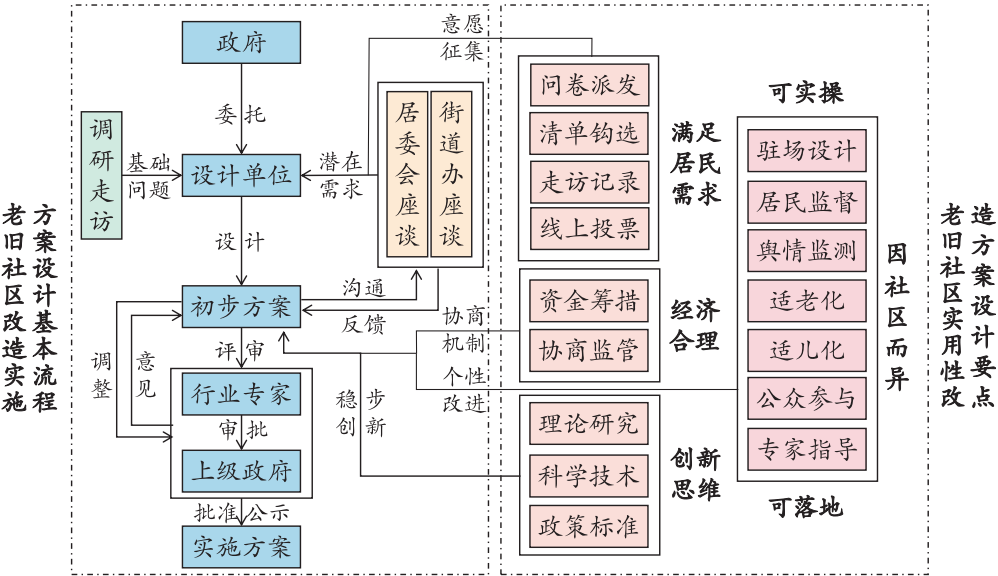 老旧社区改造实施
方案设计基本流程
政府
委托
调研走访
基础
问题
设计单位
潜在
需求
居委会座谈
街道办座谈
意愿
征集
设计
初步方案
沟通
反馈
评审
调整
意见
行业专家
审批
上级政府
批准
公示
实施方案
稳步
创新
协商
机制
个性
改进
问卷派发
清单钩选
走访记录
线上投票
满足
居民
需求
资金筹措
协商监管
经济
合理
理论研究
科学技术
政策标准
创新
思维
可实操
驻场设计
居民监督
舆情监测
适老化
适儿化
公众参与
专家指导
可落地
因社区而异
老旧社区实用性改
造方案设计要点